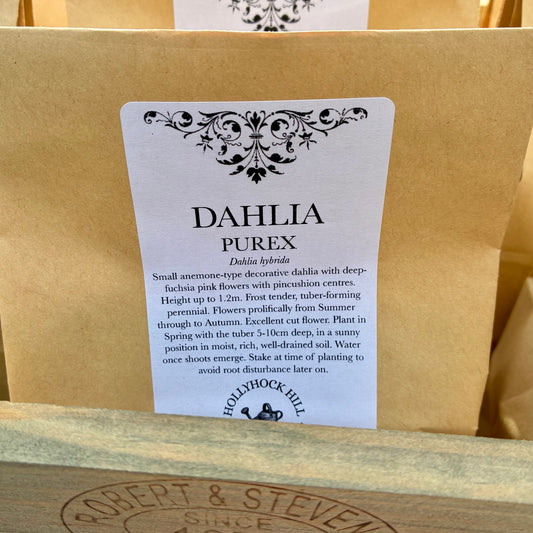 DAHLIA
PUREX
Dahlia hybrida
Small anemone-type decorative dahlia with deep-
fuchsia pink flowers with pincushion centres.
Height up to 1.2m. Frost tender, tuber-forming
perennial. Flowers prolifically from Summer
through to Autumn. Excellent cut flower. Plant in
Spring with the tuber 5-10cm deep, in a sunny
position in moist, rich, well-drained soil. Water
once shoots emerge. Stake at time of planting to
avoid root disturbance later on.
HOLLYHOCK HILL
ROBERT & STEVEN
SINCE